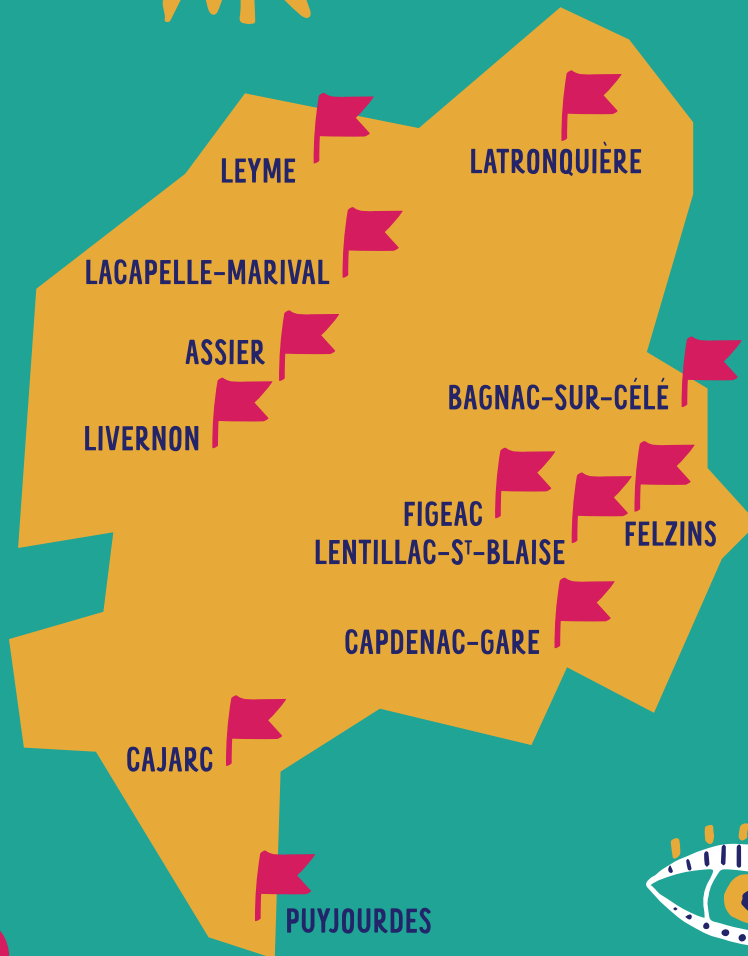 LATRONQUIÈRE
LEYME
LACAPELLE-MARIVAL
ASSIER
BAGNAC-SUR-CÉLÉ
LIVERNON
FIGEAC
FELZINS
LENTILLAC-Sᵀ-BLAISE
CAPDENAC-GARE
CAJARC
PUYJOURDES